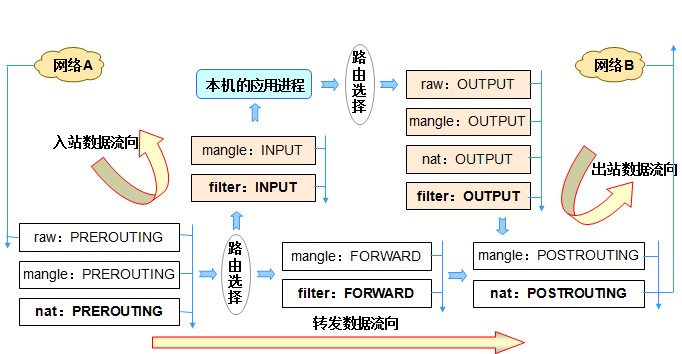 网络A
本机的应用进程
路由选择
raw：OUTPUT
mangle：OUTPUT
nat：OUTPUT
filter：OUTPUT
网络B
入站数据流向
mangle：INPUT
filter：INPUT
出站数据流向
raw：PREROUTING
mangle：PREROUTING
nat：PREROUTING
路由选择
mangle：FORWARD
filter：FORWARD
mangle：POSTROUTING
nat：POSTROUTING
转发数据流向